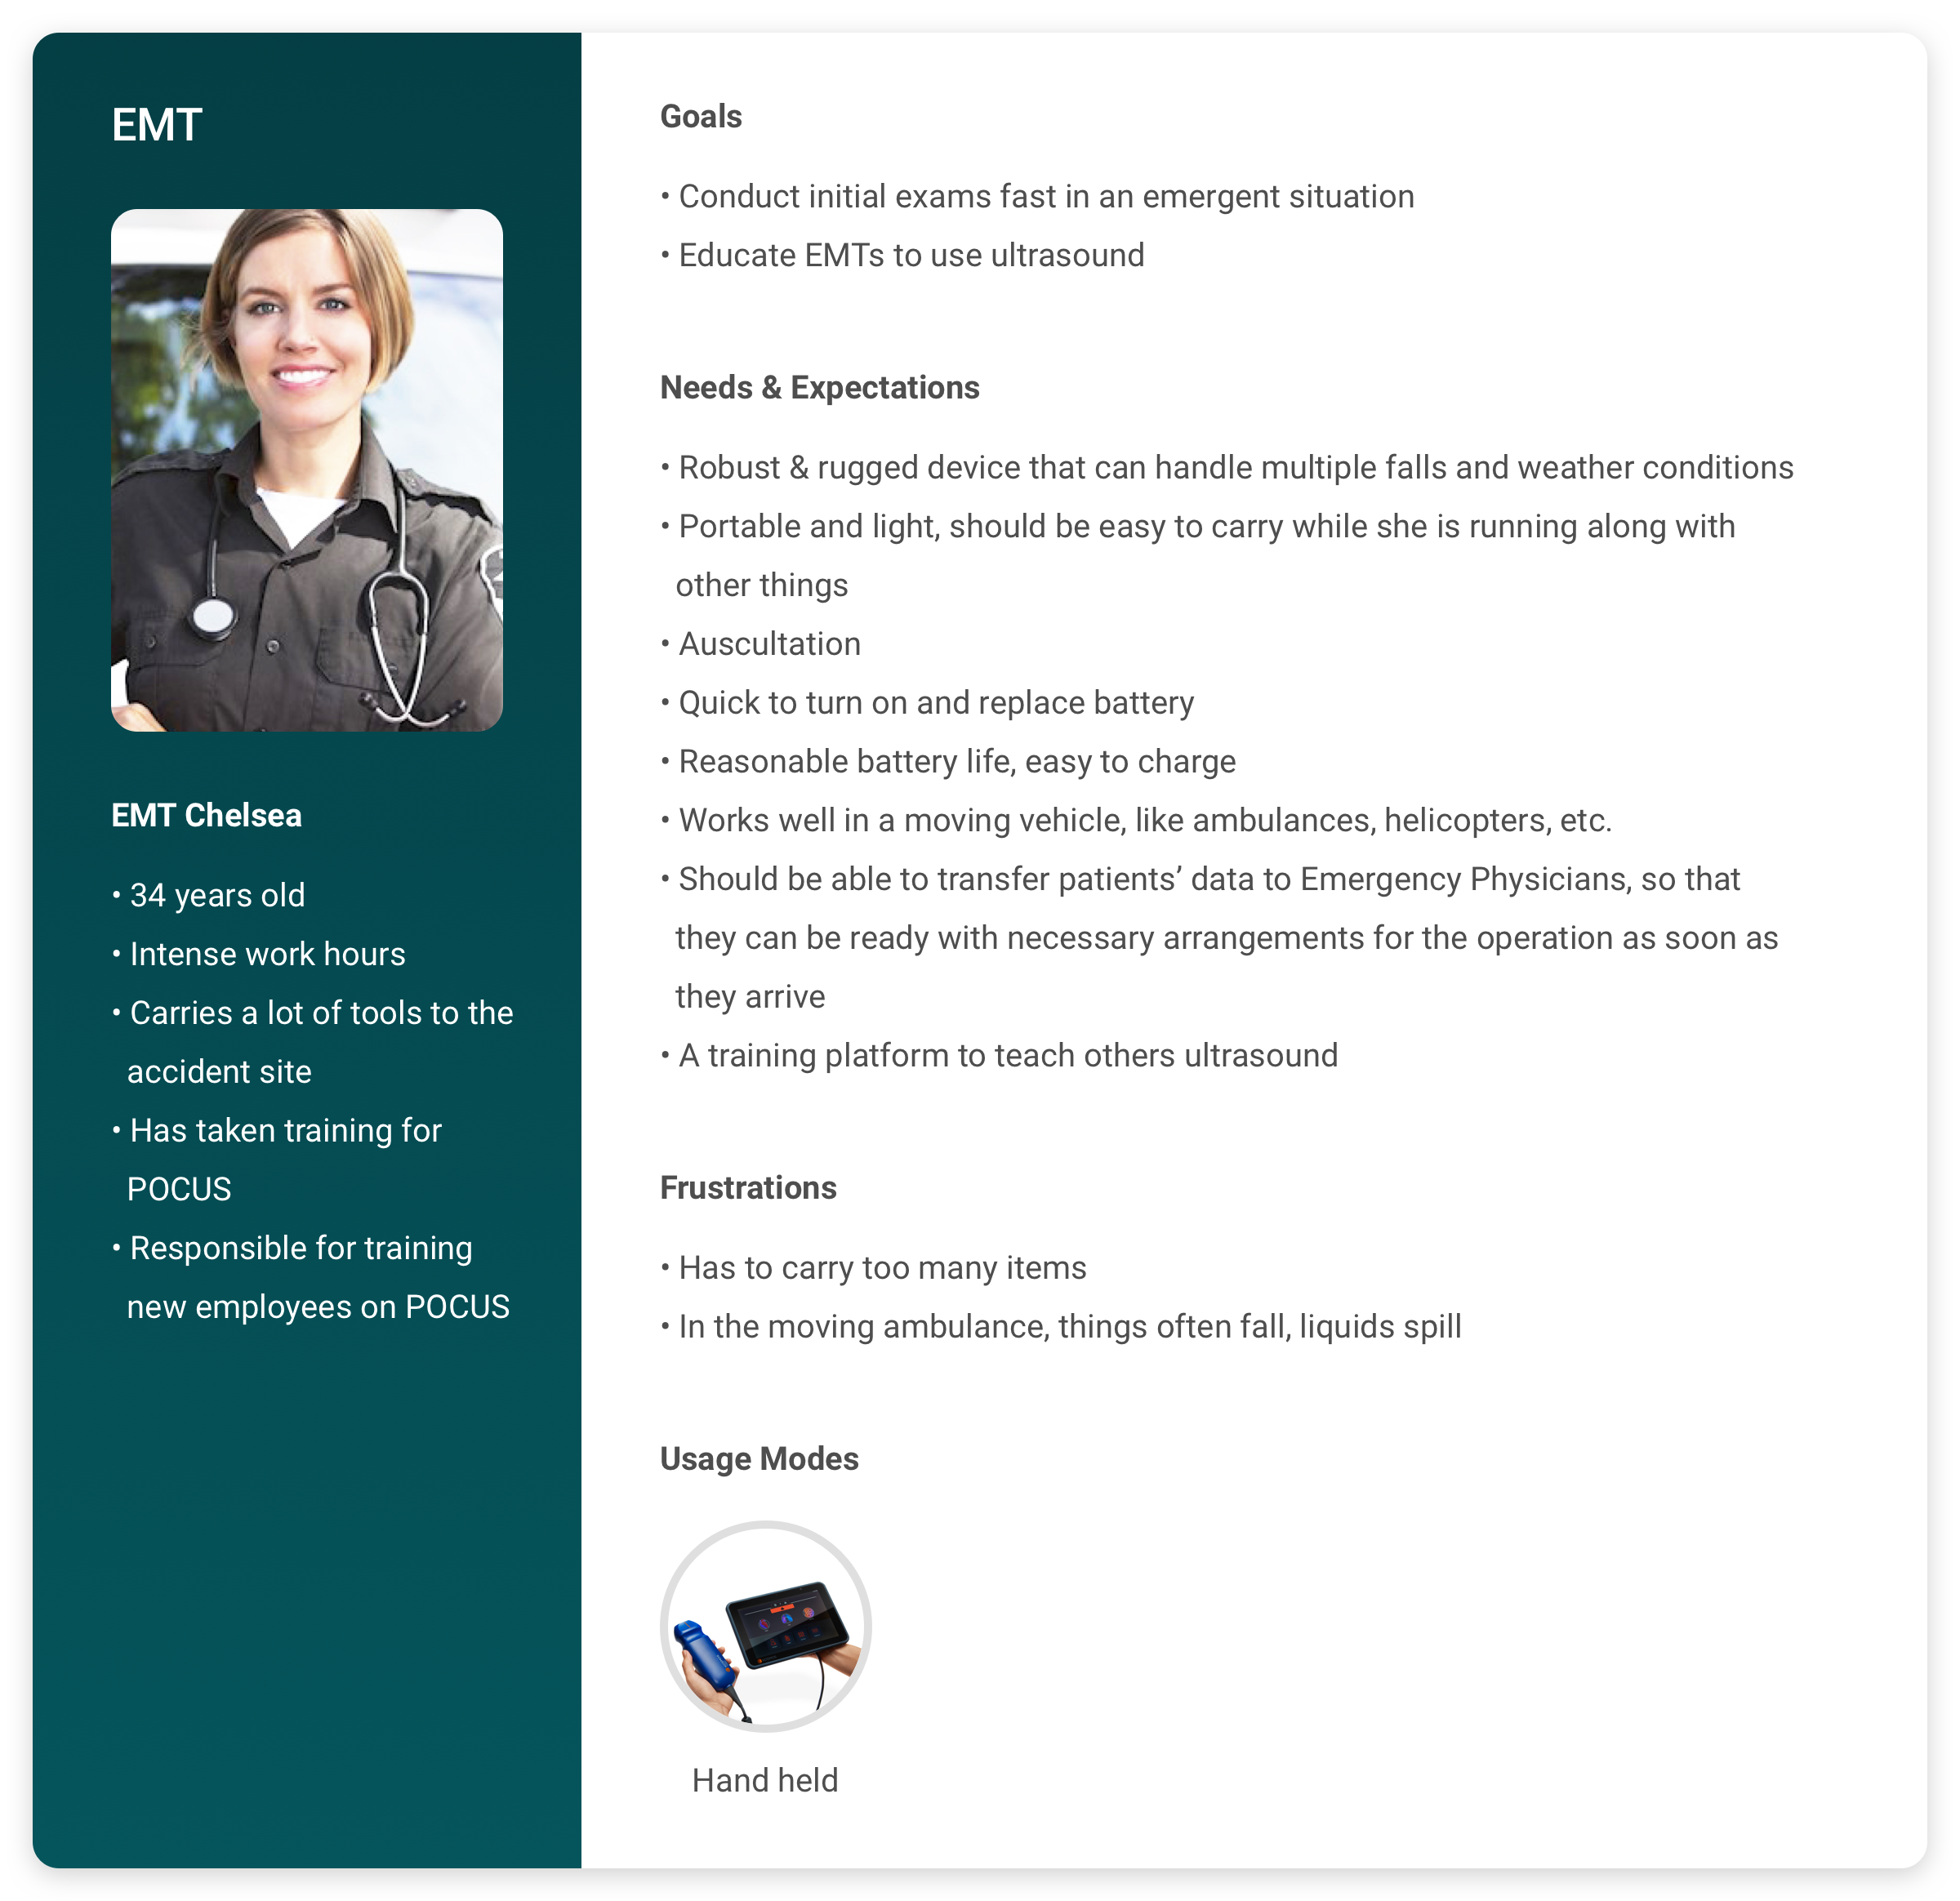 EMT
EMT Chelsea
• 34 years old
• Intense work hours
• Carries a lot of tools to the
accident site
• Has taken training for
POCUS
• Responsible for training
new employees on POCUS
Goals
• Conduct initial exams fast in an emergent situation
• Educate EMTs to use ultrasound
Needs & Expectations
• Robust & rugged device that can handle multiple falls and weather conditions
• Portable and light, should be easy to carry while she is running along with
other things
• Auscultation
• Quick to turn on and replace battery
• Reasonable battery life, easy to charge
• Works well in a moving vehicle, like ambulances, helicopters, etc.
• Should be able to transfer patients’ data to Emergency Physicians, so that
they can be ready with necessary arrangements for the operation as soon as
they arrive
• A training platform to teach others ultrasound
Frustrations
• Has to carry too many items
• In the moving ambulance, things often fall, liquids spill
Usage Modes
Hand held